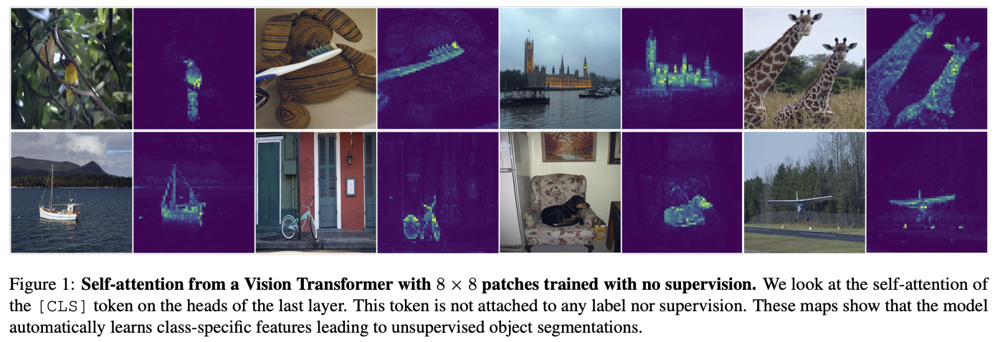 Figure 1: Self-attention from a Vision Transformer with 8 × 8 patches trained with no supervision. We look at the self-attention of
the [CLS] token on the heads of the last layer. This token is not attached to any label nor supervision. These maps show that the model
automatically learns class-specific features leading to unsupervised object segmentations.